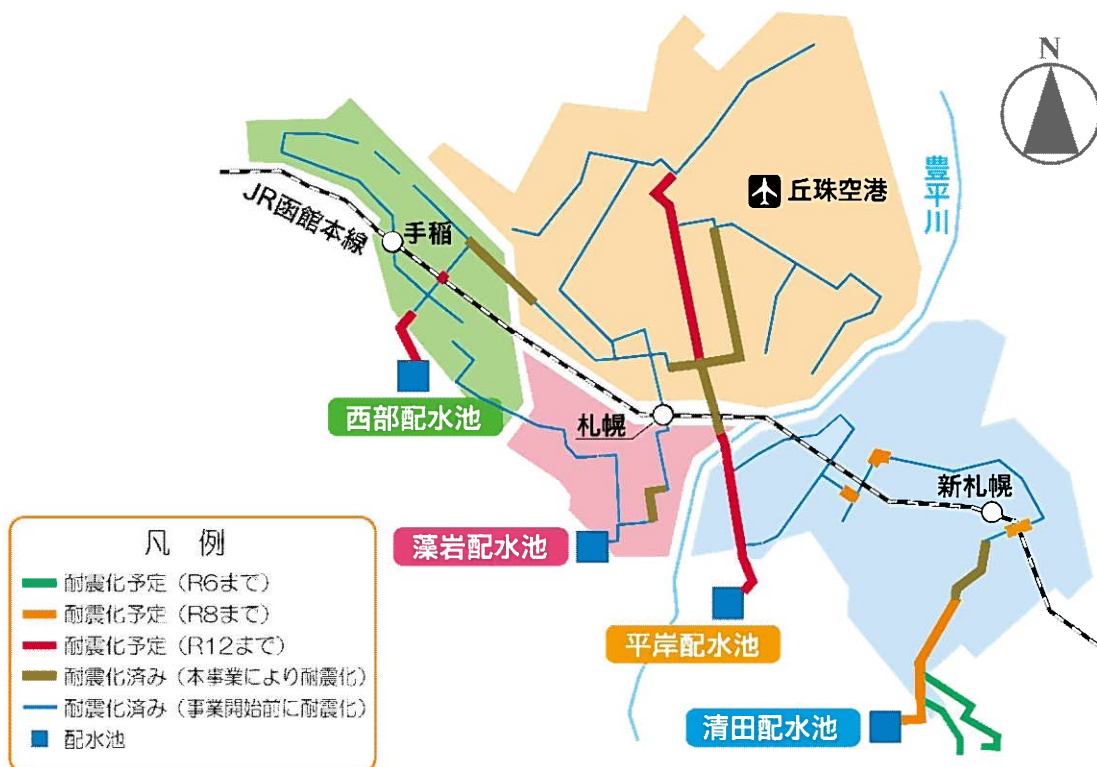 N
豊平川
丘珠空港
JR函館本線
手稲
西部配水池
札幌
新札幌
藻岩配水池
平岸配水池
清田配水池
凡 例
耐震化予定（R6まで）
耐震化予定（R8まで）
耐震化予定（R12まで）
耐震化済み（本事業により耐震化）
耐震化済み（事業開始前に耐震化）
配水池